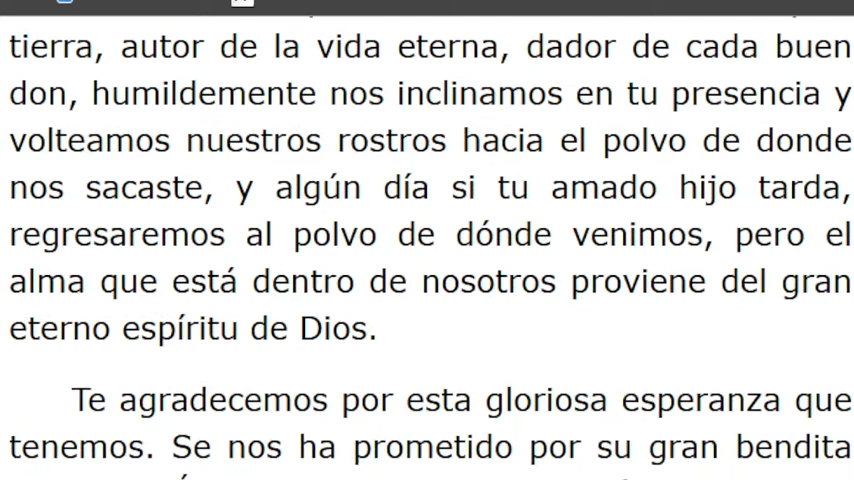 tierra, autor de la vida eterna, dador de cada buen
don, humildemente nos inclinamos en tu presencia y
volteamos nuestros rostros hacia el polvo de donde
nos sacaste, y algún día si tu amado hijo tarda,
regresaremos al polvo de dónde venimos, pero el
alma que está dentro de nosotros proviene del gran
eterno espíritu de Dios.
Te agradecemos por esta gloriosa esperanza que
tenemos. Se nos ha prometido por su gran bendita